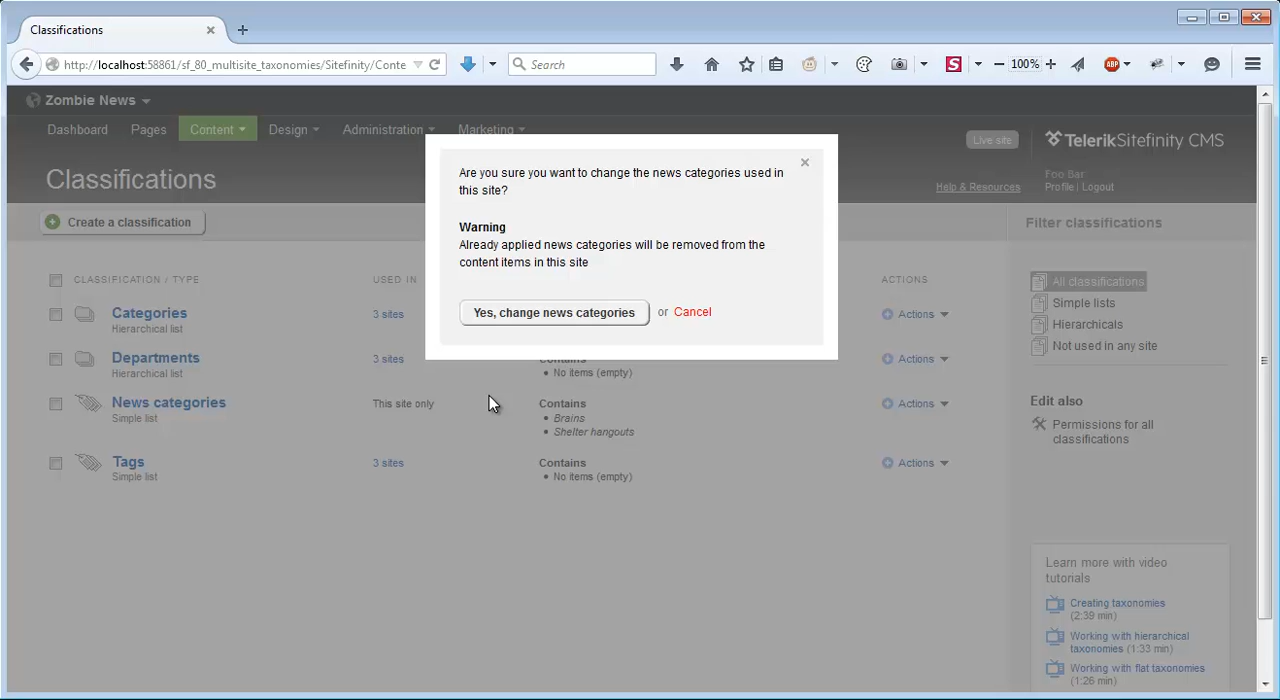 Classifications
http://localhost:58861/sf_80_multisite_taxonomies/Sitefinity/Conte
Search
100%
S
ABP
Zombie News
Dashboard Pages Content Design Administration Marketing
Live site
Telerik Sitefinity CMS
Classifications
Foo Bar
Help & Resources Profile | Logout
Create a classification
Filter classifications
Are you sure you want to change the news categories used in
this site?
Warning
Already applied news categories will be removed from the
content items in this site
Yes, change news categories or Cancel
CLASSIFICATION / TYPE USED IN ACTIONS
Categories 3 sites Actions
Hierarchical list
Departments 3 sites Contains Actions
Hierarchical list • No items (empty)
News categories This site only Contains Actions
Simple list • Brains
• Shelter hangouts
Tags 3 sites Contains Actions
Simple list • No items (empty)
All classifications
Simple lists
Hierarchicals
Not used in any site
Edit also
Permissions for all
classifications
Learn more with video
tutorials
Creating taxonomies
(2:39 min)
Working with hierarchical
taxonomies (1:33 min)
Working with flat taxonomies
(1:26 min)